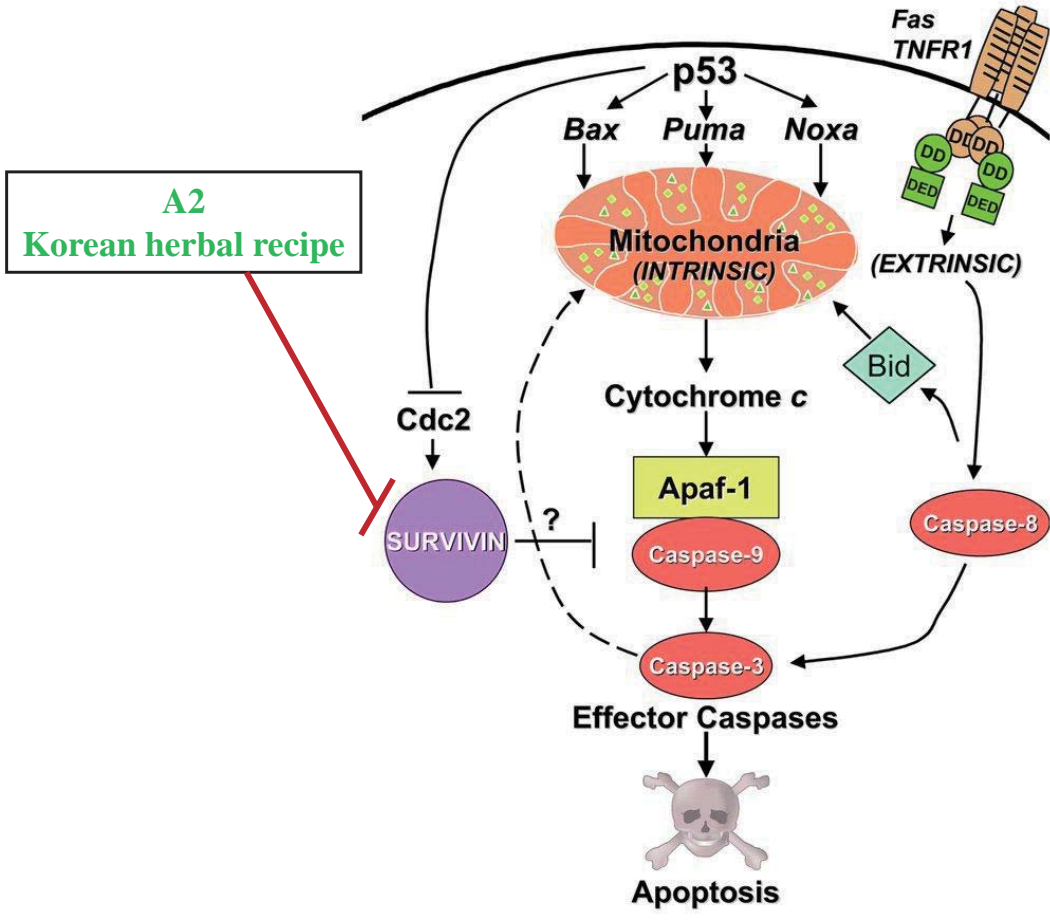 Fas
TNFR1
p53
Bax
Puma
Noxa
DD
DD
DD
DD
DED
DED
A2
Korean herbal recipe
Mitochondria
(INTRINSIC)
(EXTRINSIC)
Bid
Cytochrome c
Cdc2
Apaf-1
?
SURVIVIN
Caspase-9
Caspase-8
Caspase-3
Effector Caspases
Apoptosis